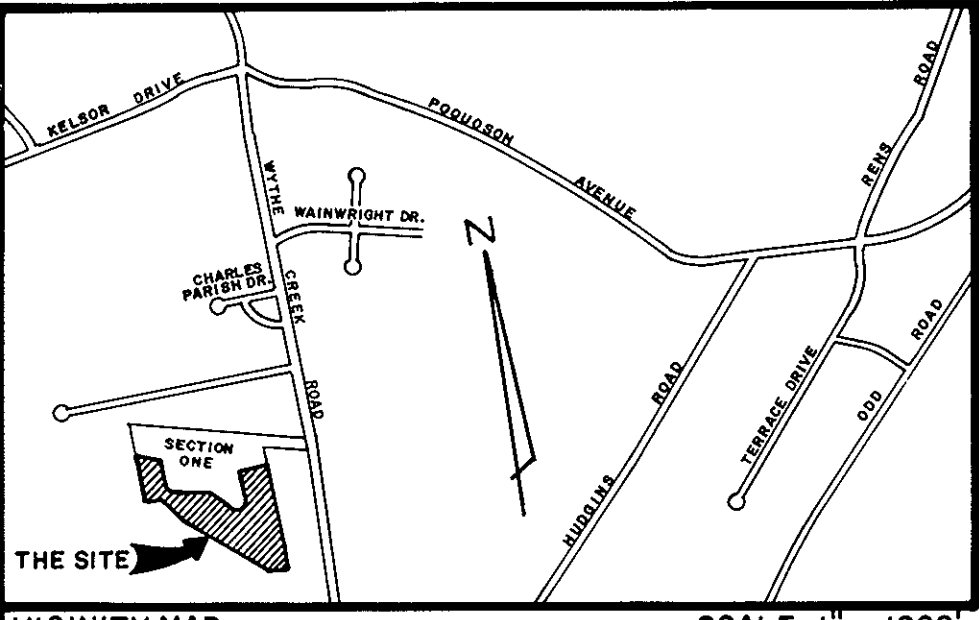 KELSOR DRIVE
POQUOSON
AVENUE
RENS ROAD
WYTHE
CREEK
ROAD
WAINWRIGHT DR.
CHARLES
PARISH DR.
N
SECTION
ONE
THE SITE
HUDGINS ROAD
TERRACE DRIVE
ODD ROAD